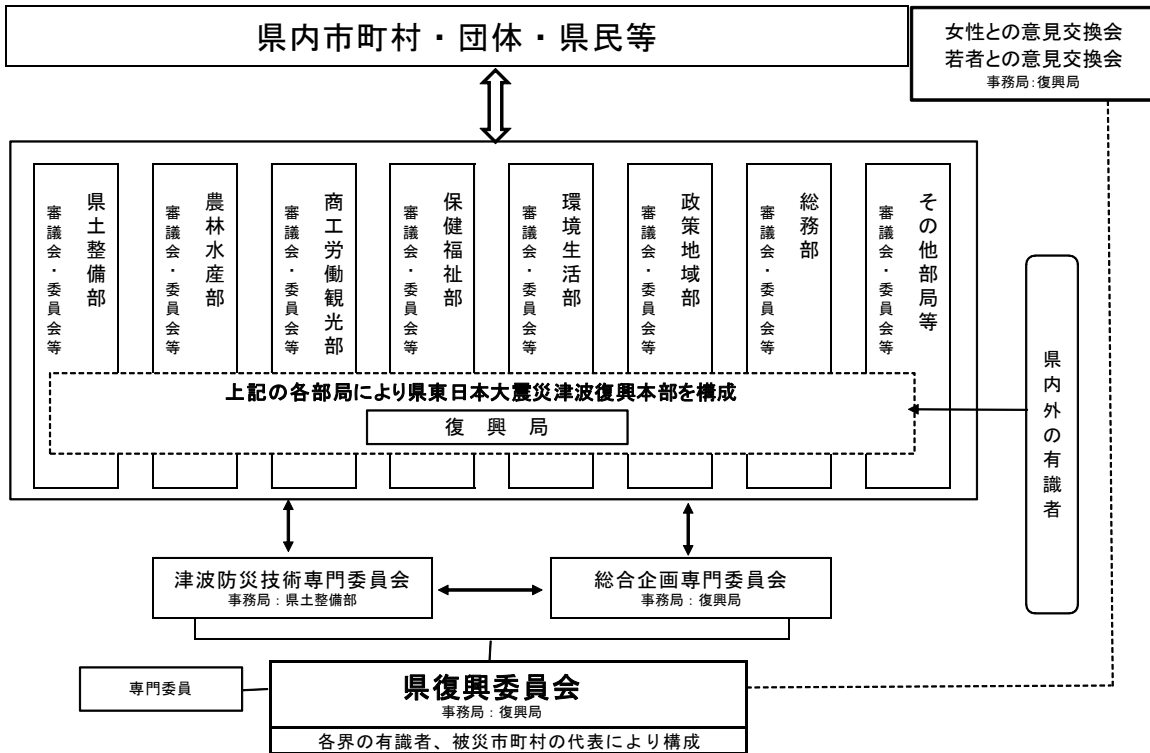 県内市町村・団体・県民等
女性との意見交換会
若者との意見交換会
事務局：復興局
県土整備部
審議会・委員会等
農林水産部
審議会・委員会等
商工労働観光部
審議会・委員会等
保健福祉部
審議会・委員会等
環境生活部
審議会・委員会等
政策地域部
審議会・委員会等
総務部
審議会・委員会等
その他部局等
審議会・委員会等
上記の各部局により県東日本大震災津波復興本部を構成
復興局
県内外の有識者
津波防災技術専門委員会
事務局：県土整備部
総合企画専門委員会
事務局：復興局
専門委員
県復興委員会
事務局：復興局
各界の有識者、被災市町村の代表により構成